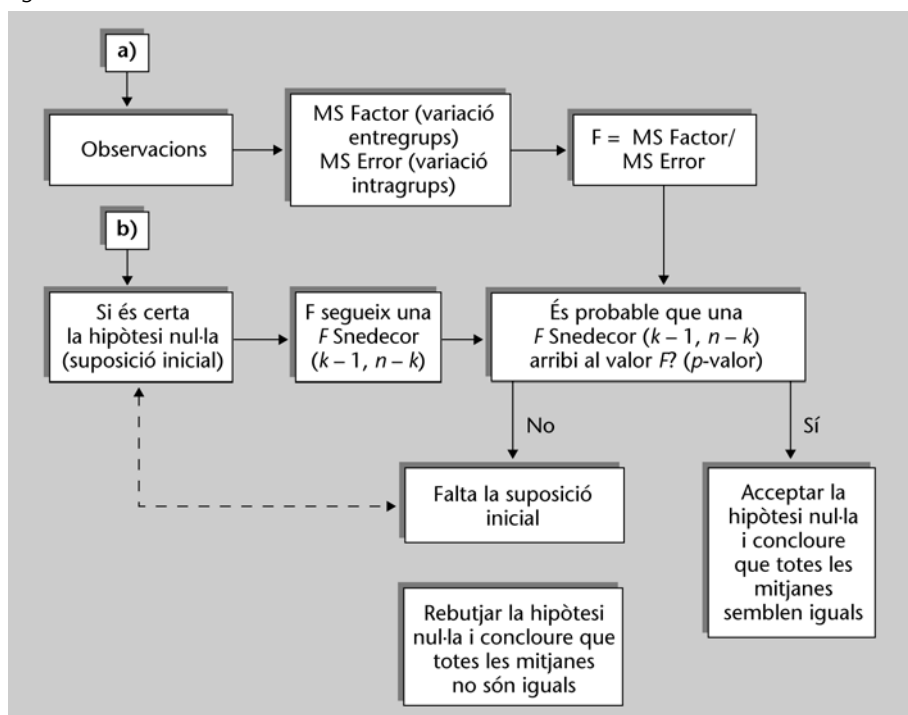 a)
Observacions
MS Factor (variació
entregrups)
MS Error (variació
intragrups)
F = MS Factor/
MS Error
b)
Si és certa
la hipòtesi nul·la
(suposició inicial)
F segueix una
F Snedecor
(k – 1, n – k)
És probable que una
F Snedecor (k – 1, n – k)
arribi al valor F? (p-valor)
No
Sí
Falta la suposició
inicial
Acceptar la
hipòtesi nul·la
i concloure
que totes les
mitjanes
semblen iguals
Rebutjar la hipòtesi
nul·la i concloure que
totes les mitjanes
no són iguals